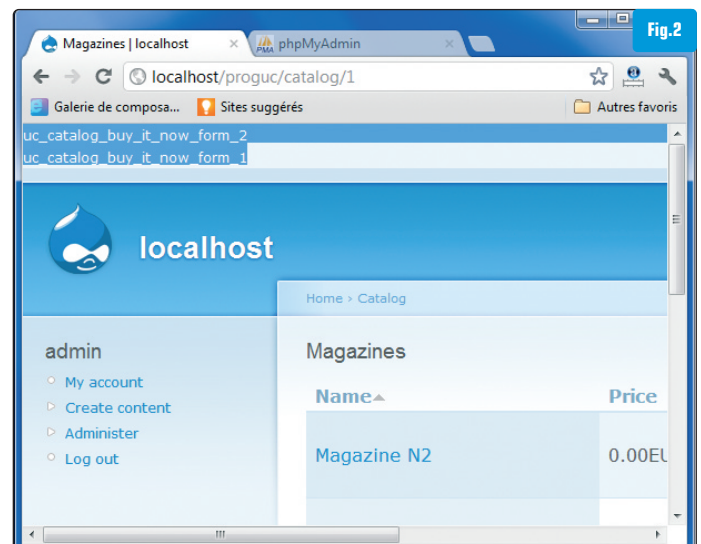 Fig.2
Magazines | localhost
PMA phpMyAdmin
localhost/proguc/catalog/1
Galerie de composa... Sites suggérés Autres favoris
uc_catalog_buy_it_now_form_2
uc_catalog_buy_it_now_form_1
localhost
Home › Catalog
admin
My account
Create content
Administer
Log out
Magazines
Name Price
Magazine N2 0.00EU